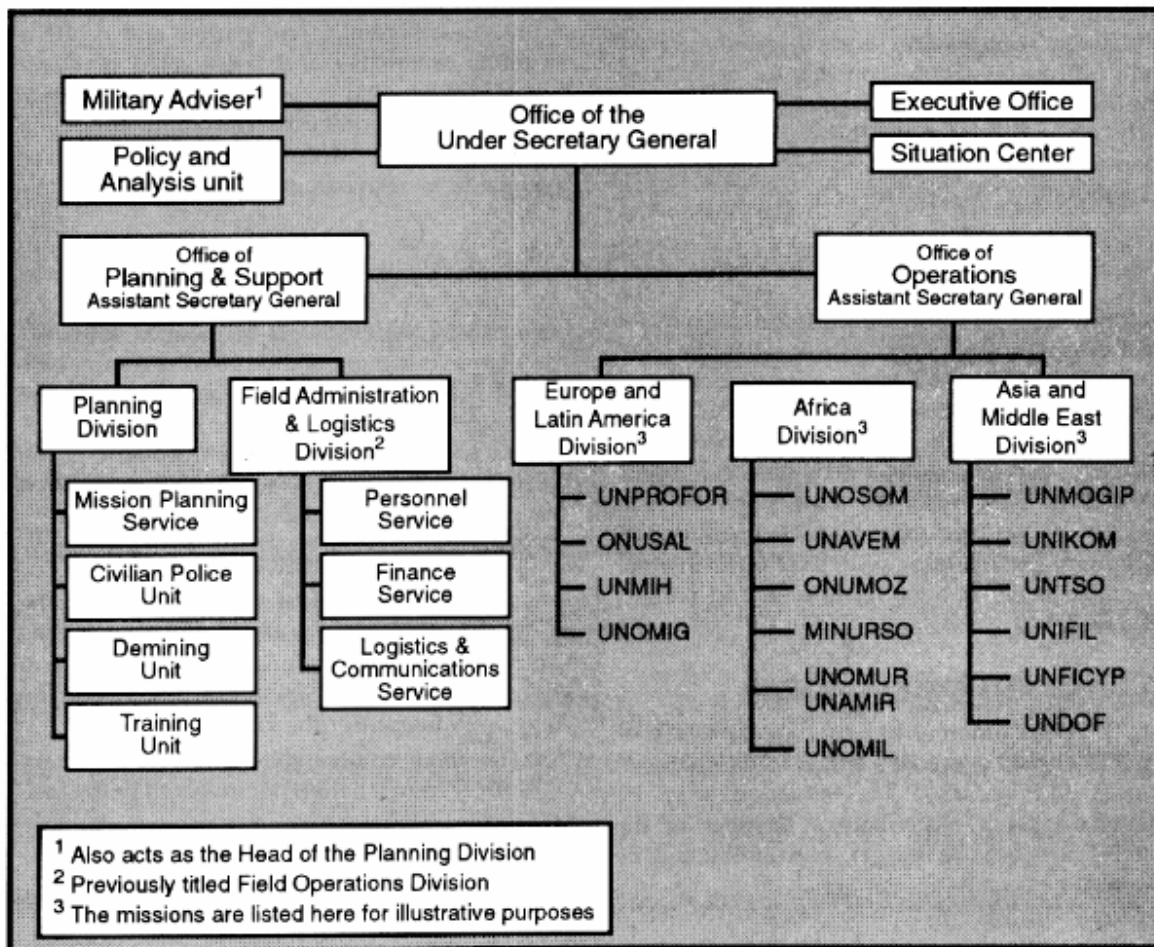 Military Adviser¹
Office of the
Under Secretary General
Executive Office
Policy and
Analysis unit
Situation Center
Office of
Planning & Support
Assistant Secretary General
Office of
Operations
Assistant Secretary General
Planning
Division
Field Administration
& Logistics
Division²
Europe and
Latin America
Division³
Africa
Division³
Asia and
Middle East
Division³
Mission Planning
Service
Civilian Police
Unit
Demining
Unit
Training
Unit
Personnel
Service
Finance
Service
Logistics &
Communications
Service
UNPROFOR
ONUSAL
UNMIH
UNOMIG
UNOSOM
UNAVEM
ONUMOZ
MINURSO
UNOMUR
UNAMIR
UNOMIL
UNMOGIP
UNIKOM
UNTSO
UNIFIL
UNFICYP
UNDOF
¹ Also acts as the Head of the Planning Division
² Previously titled Field Operations Division
³ The missions are listed here for illustrative purposes